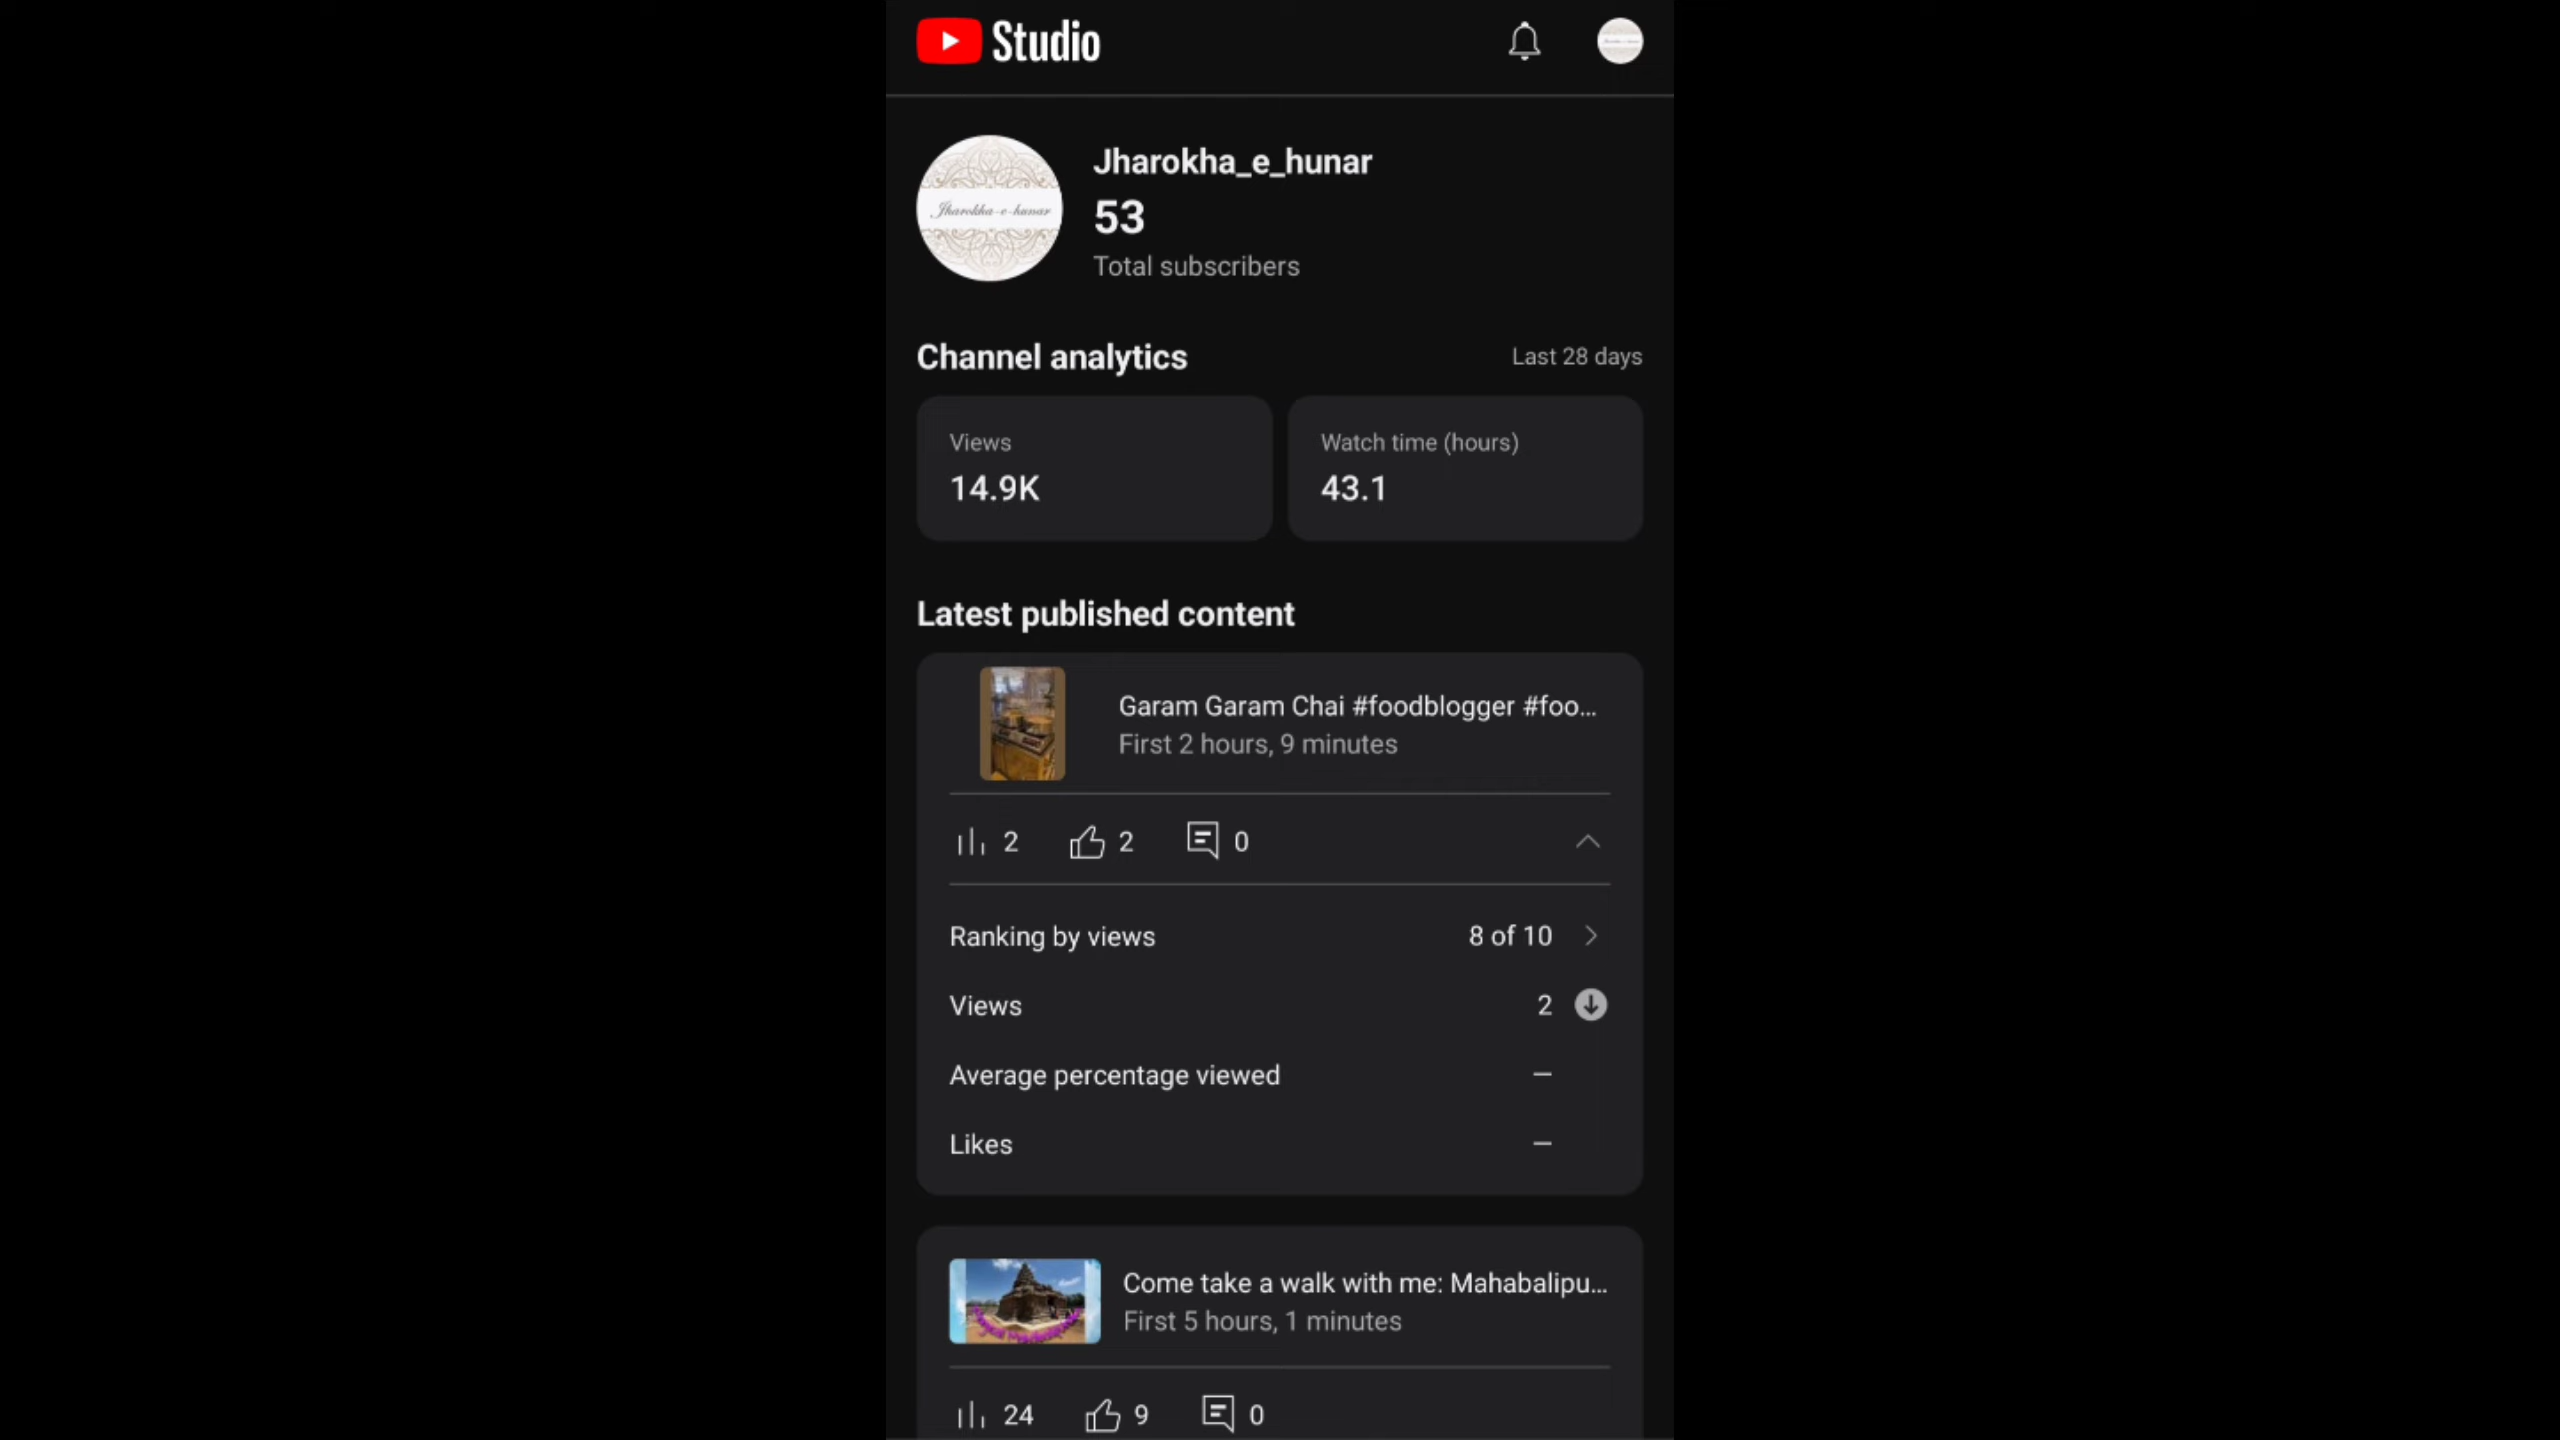 Studio
Jharokha_e_hunar
Jharokha-e-hunar
53
Total subscribers
Channel analytics
Last 28 days
Views
Watch time (hours)
14.9K
43.1
Latest published content
Garam Garam Chai #foodblogger #foo...
First 2 hours, 9 minutes
2 2 0
Ranking by views 8 of 10
Views 2
Average percentage viewed —
Likes —
Come take a walk with me: Mahabalipu...
First 5 hours, 1 minutes
24 9 0